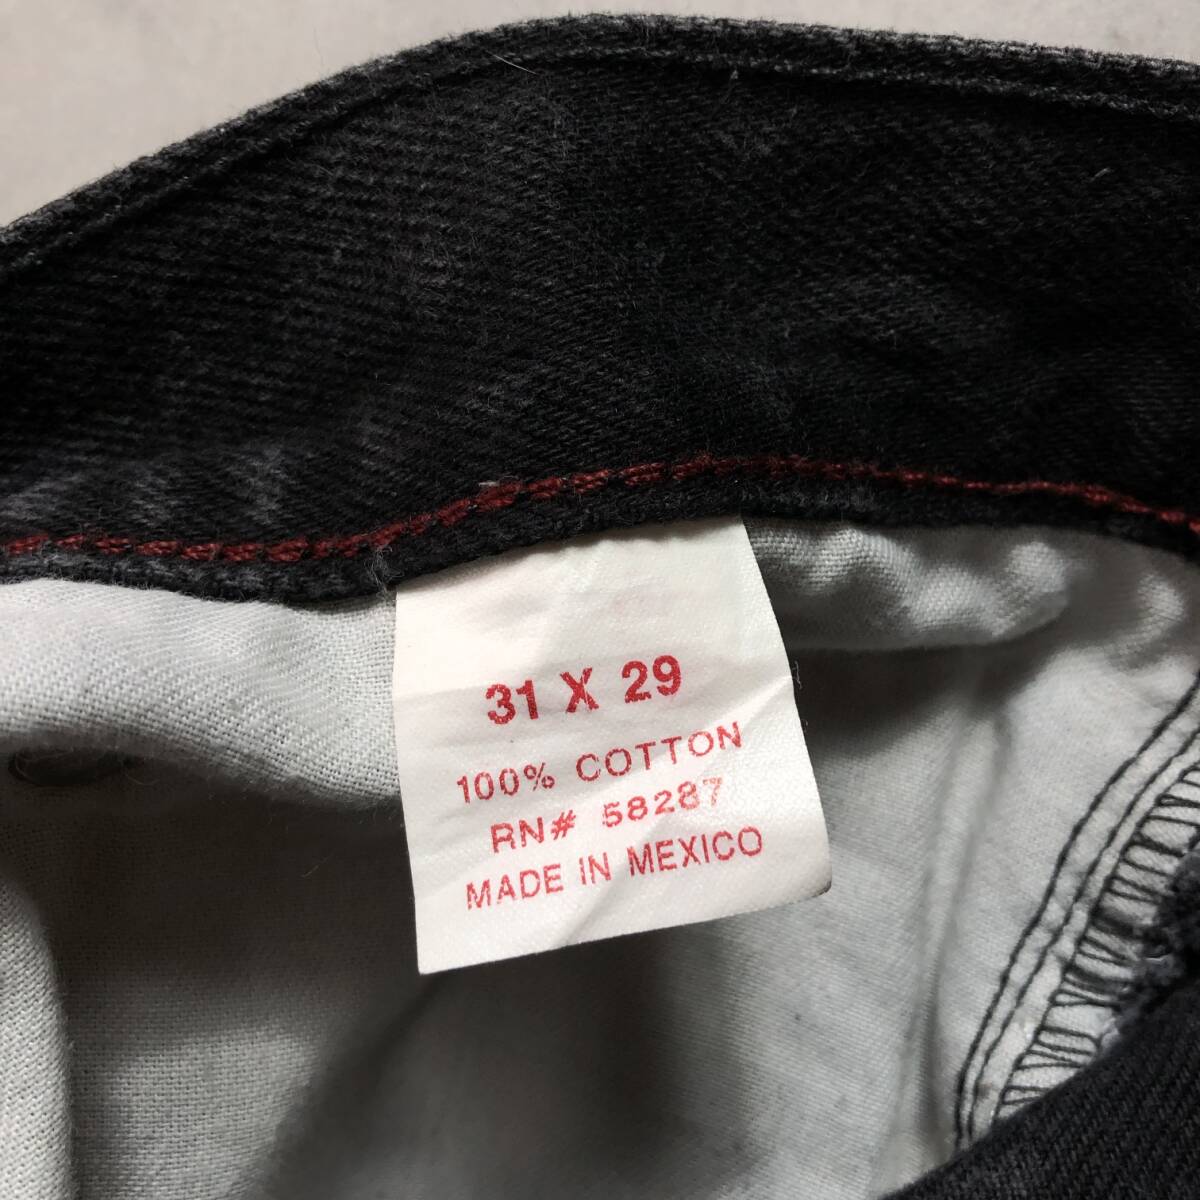 31 X 29
100% COTTON
RN# 58287
MADE IN MEXICO